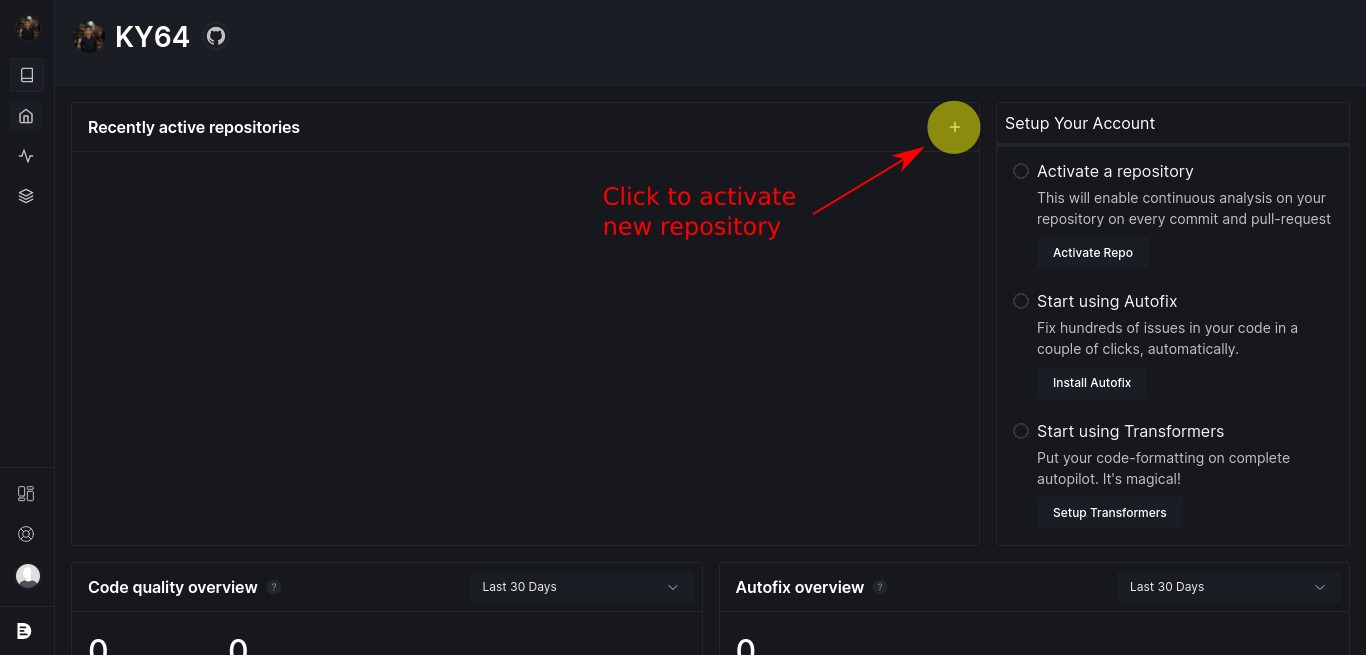 KY64
Recently active repositories
+
Click to activate
new repository
Setup Your Account
Activate a repository
This will enable continuous analysis on your
repository on every commit and pull-request
Activate Repo
Start using Autofix
Fix hundreds of issues in your code in a
couple of clicks, automatically.
Install Autofix
Start using Transformers
Put your code-formatting on complete
autopilot. It's magical!
Setup Transformers
Code quality overview ? Last 30 Days
0 0
Autofix overview ? Last 30 Days
0